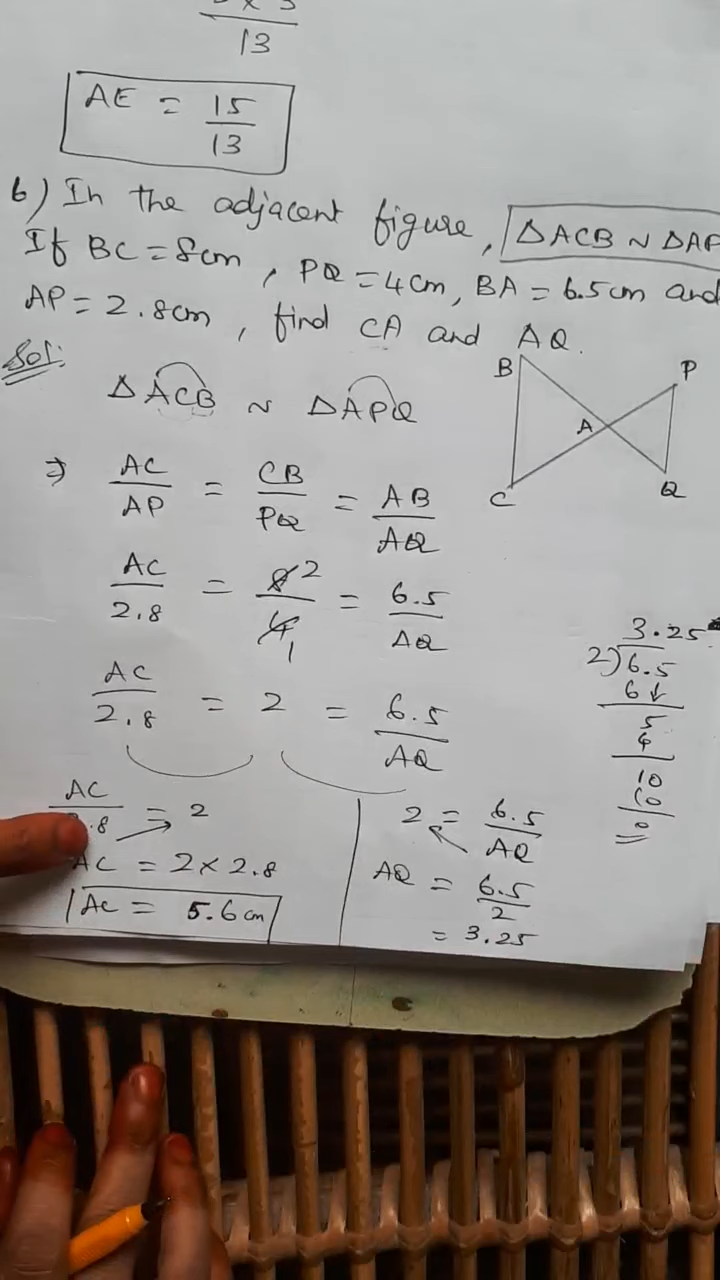 13
AE = 15/13
6) In the adjacent figure, ΔACB ~ ΔAP
If BC = 8cm, PQ = 4cm, BA = 6.5cm and
AP = 2.8cm, find CA and AQ.
Sol:
B
P
A
C
Q
ΔACB ~ ΔAPQ
⇒ AC/AP = CB/PQ = AB/AQ
AC/2.8 = 8 2/4 1 = 6.5/AQ
AC/2.8 = 2 = 6.5/AQ
3.25
2)6.5
6↓
5
4
10
10
0
AC/.8 = 2
AC = 2 × 2.8
AC = 5.6 cm
2 = 6.5/AQ
AQ = 6.5/2
= 3.25